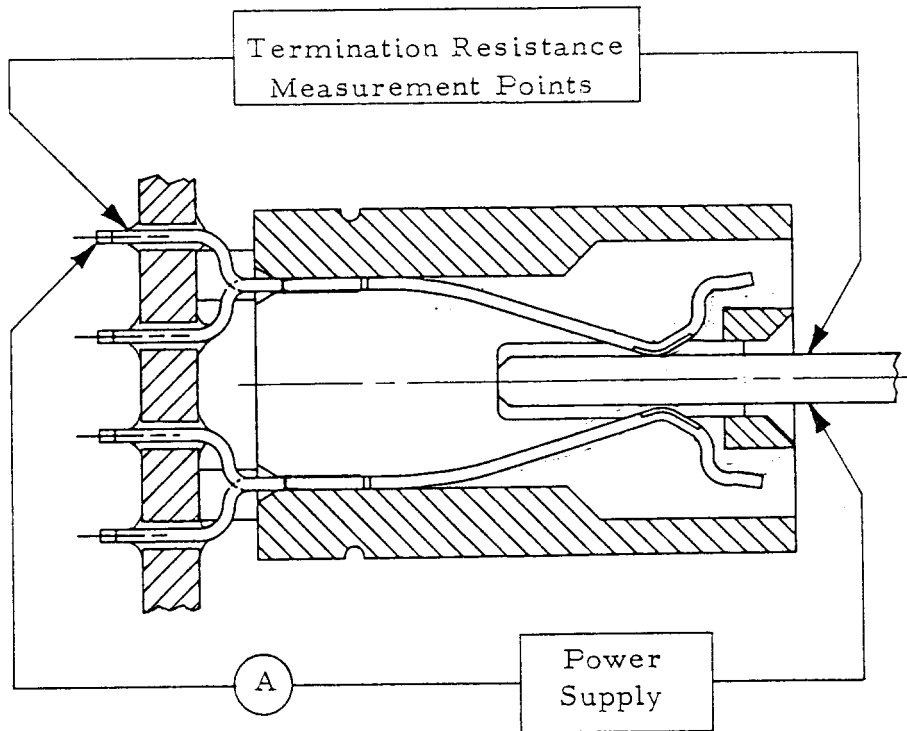 Termination Resistance
Measurement Points
A
Power
Supply